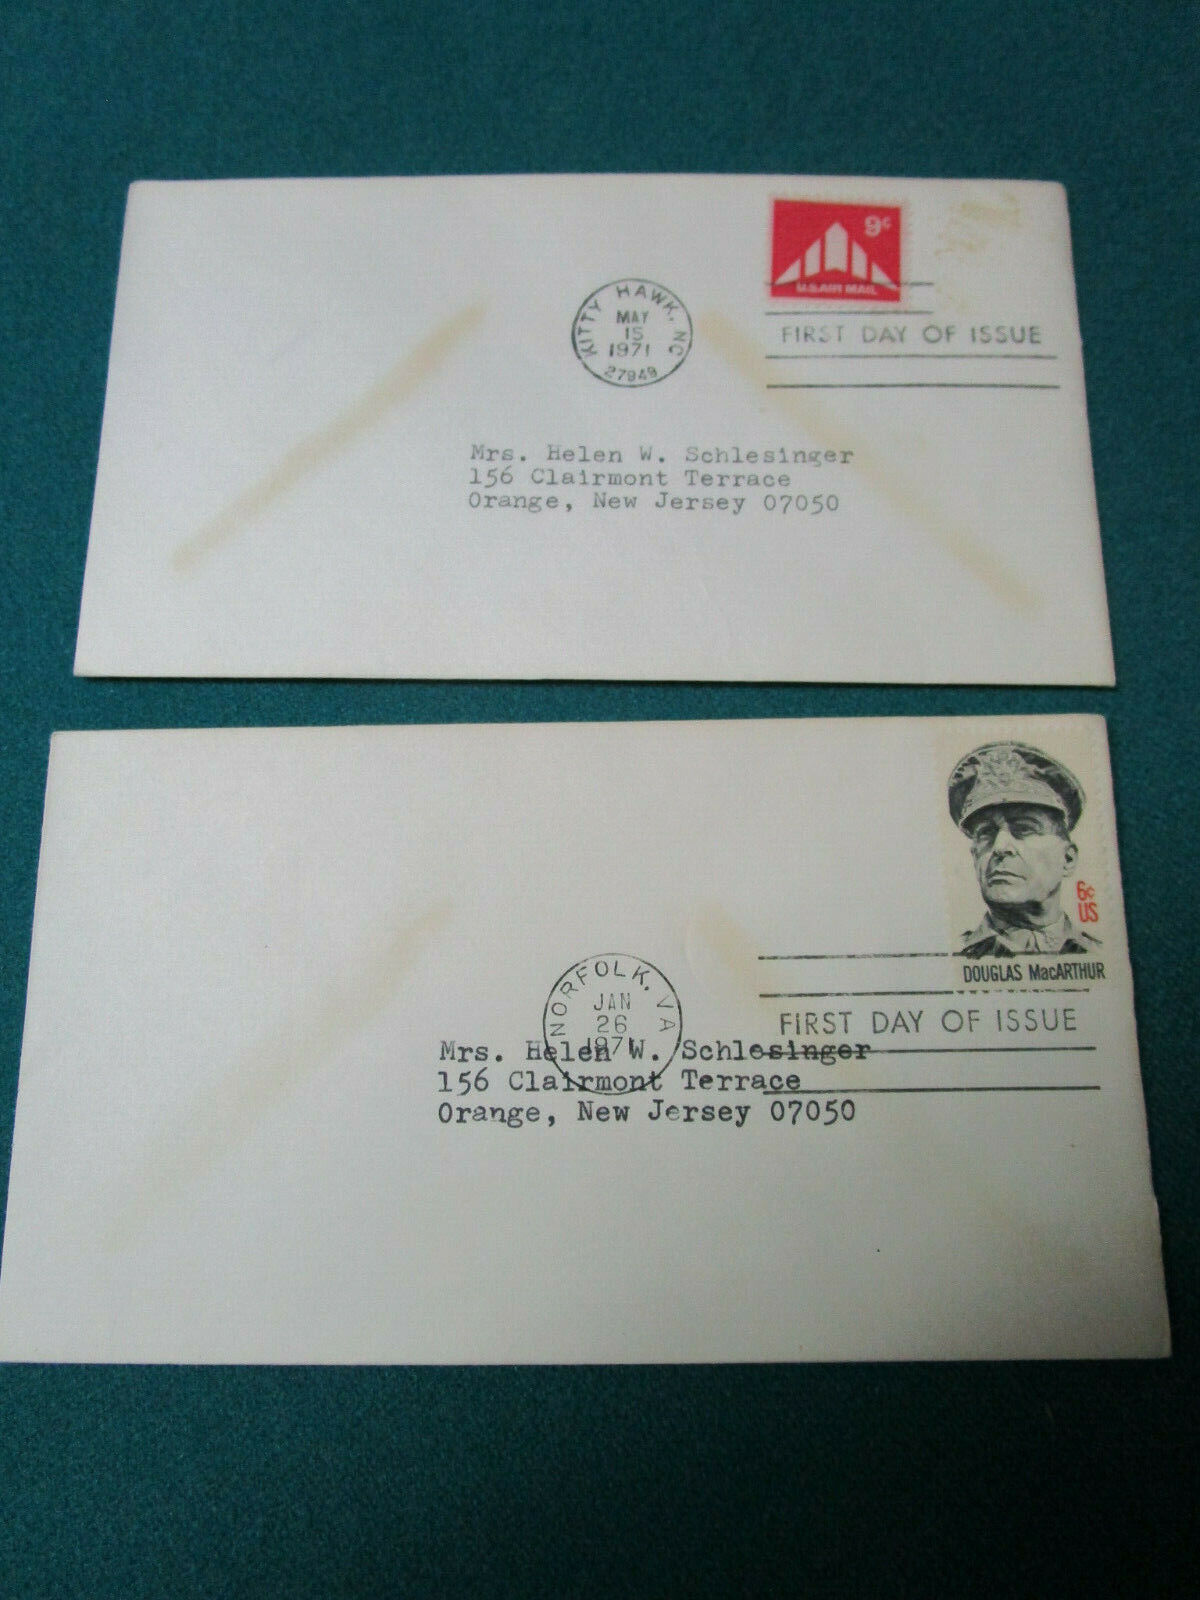 9c
U.S. AIR MAIL
KITTY HAWK, NC
MAY
15
1971
27949
FIRST DAY OF ISSUE
Mrs. Helen W. Schlesinger
156 Clairmont Terrace
Orange, New Jersey 07050
6c
US
DOUGLAS MacARTHUR
NORFOLK, VA
JAN
26
1971
FIRST DAY OF ISSUE
Mrs. Helen W. Schlesinger
156 Clairmont Terrace
Orange, New Jersey 07050